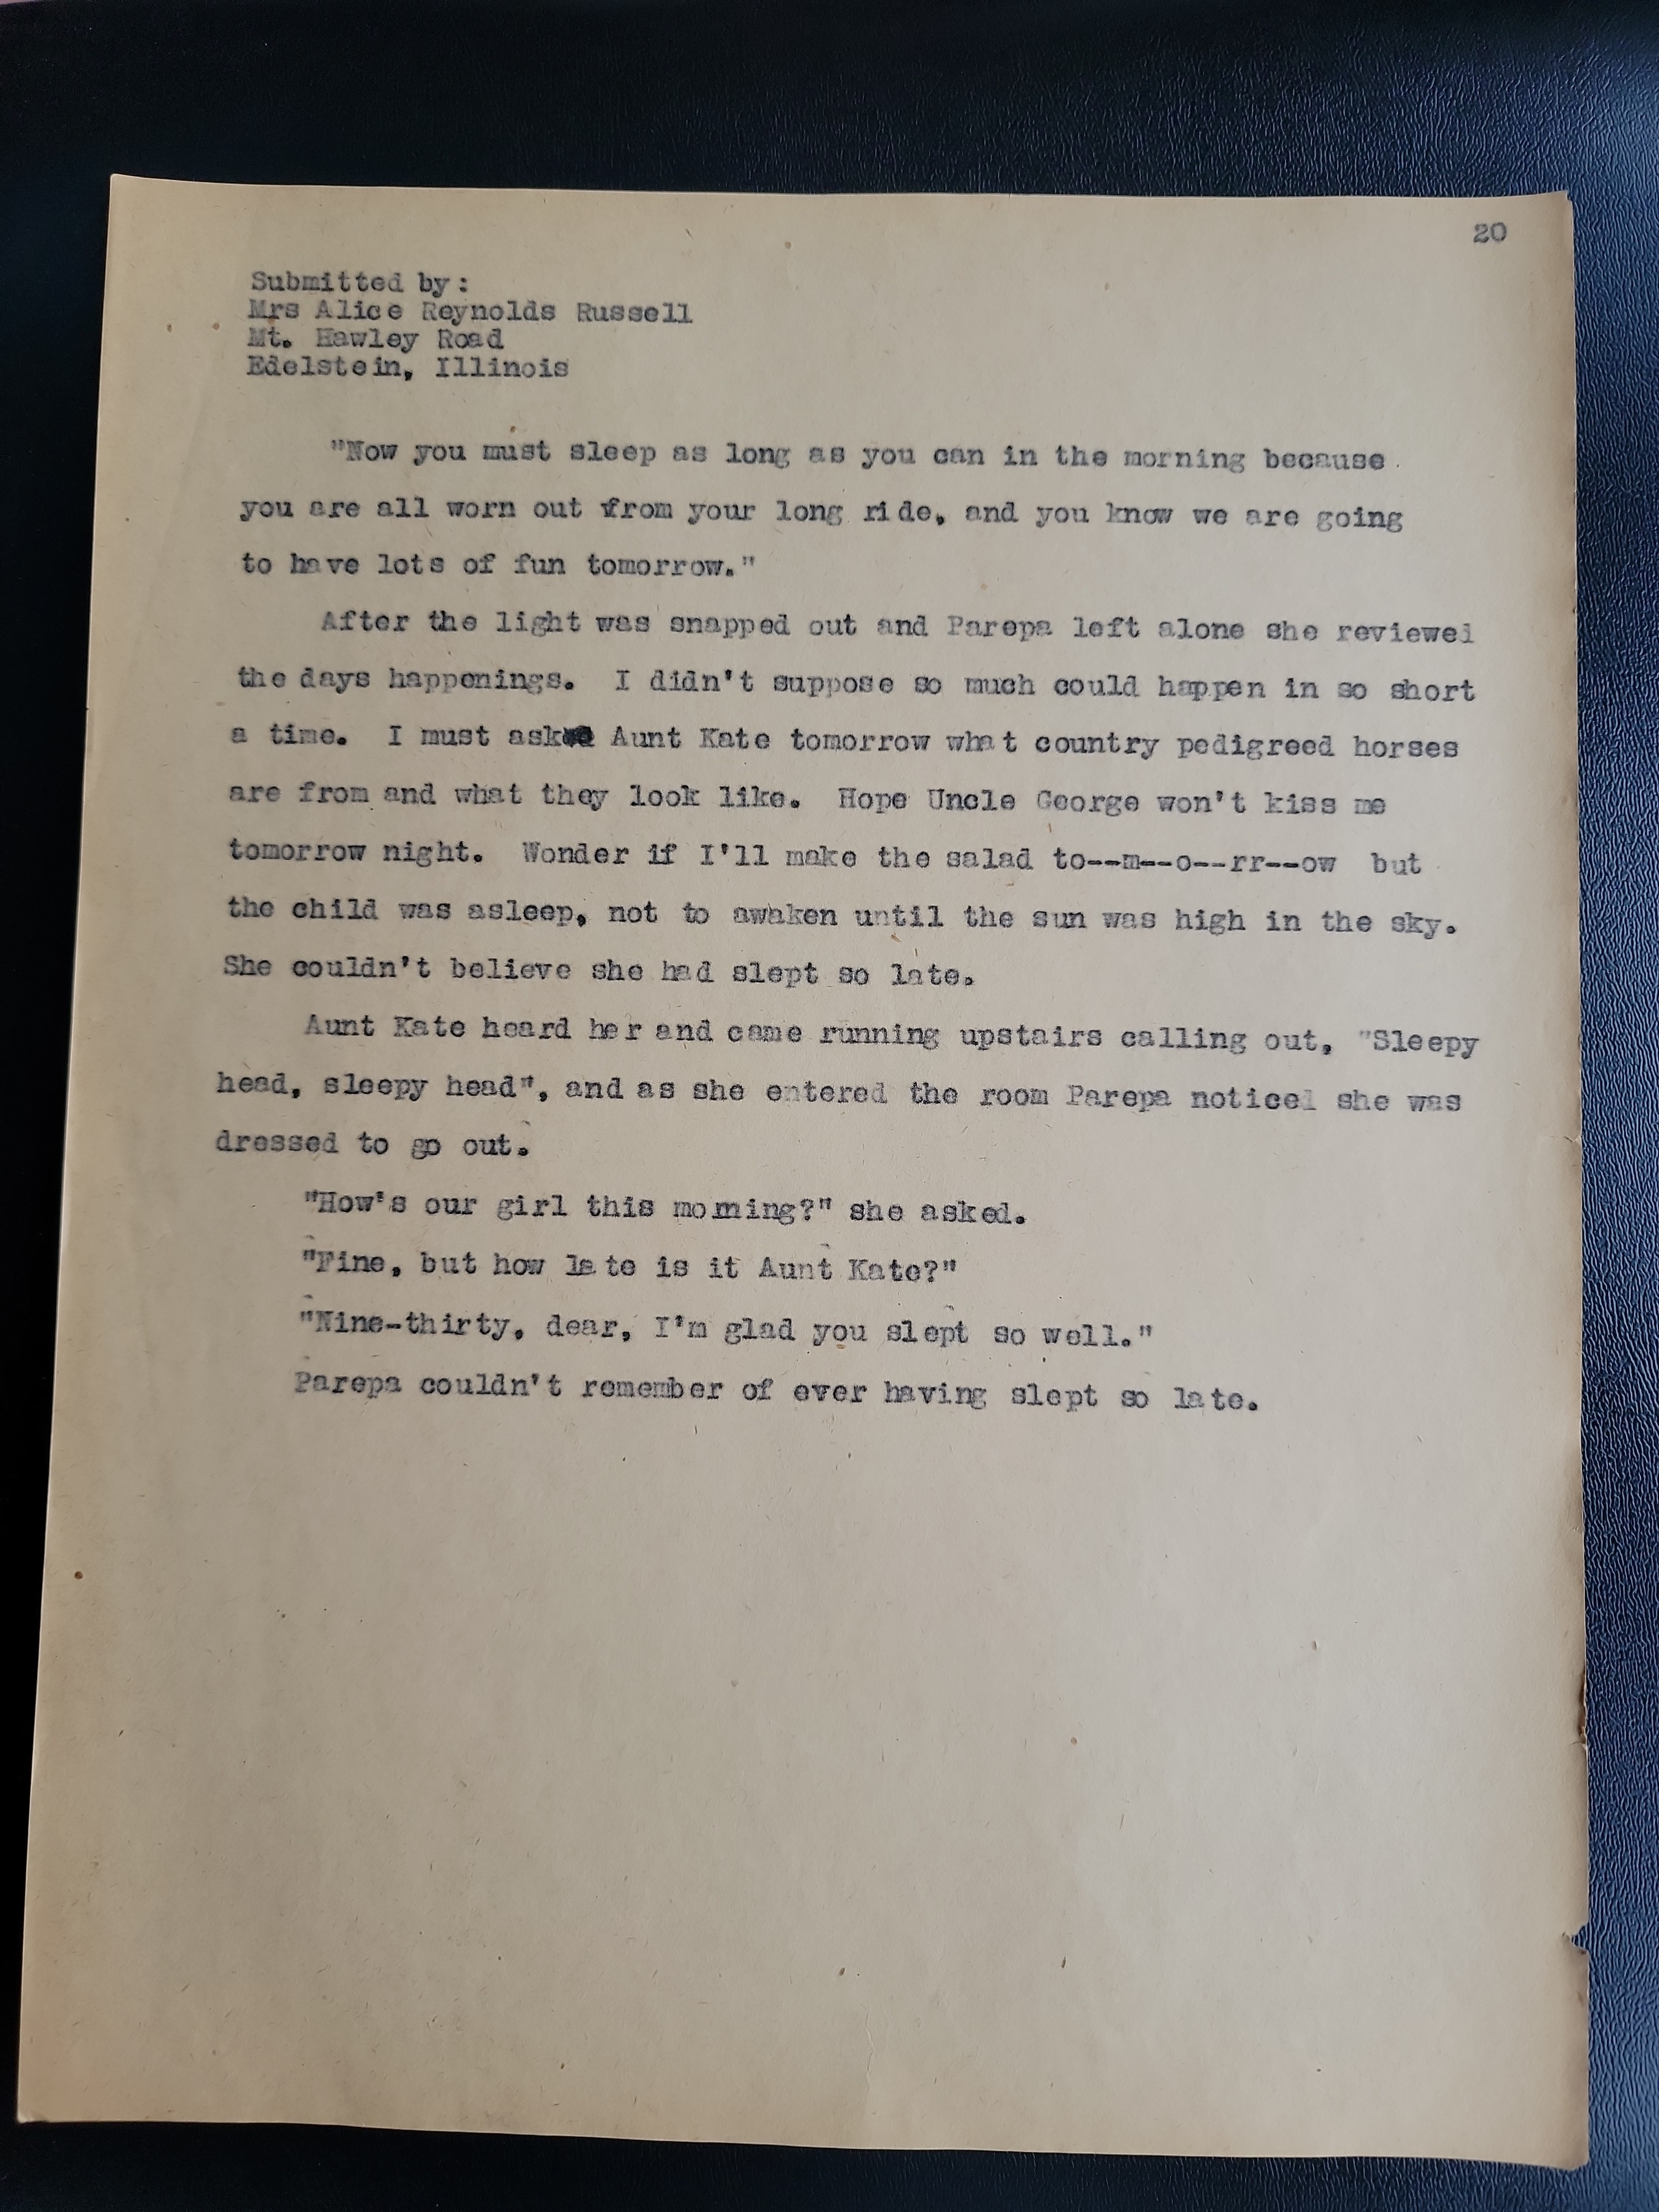 20
Submitted by:
Mrs Alice Reynolds Russell
Mt. Hawley Road
Edelstein, Illinois
"Now you must sleep as long as you can in the morning because
you are all worn out from your long ride, and you know we are going
to have lots of fun tomorrow."
After the light was snapped out and Parepa left alone she reviewed
the days happenings.  I didn't suppose so much could happen in so short
a time.  I must ask Aunt Kate tomorrow what country pedigreed horses
are from and what they look like.  Hope Uncle George won't kiss me
tomorrow night.  Wonder if I'll make the salad to--m--o--rr--ow  but
the child was asleep, not to awaken until the sun was high in the sky.
She couldn't believe she had slept so late.
Aunt Kate heard her and came running upstairs calling out, "Sleepy
head, sleepy head", and as she entered the room Parepa noticed she was
dressed to go out.
"How's our girl this morning?" she asked.
"Fine, but how late is it Aunt Kate?"
"Nine-thirty, dear, I'm glad you slept so well."
Parepa couldn't remember of ever having slept so late.